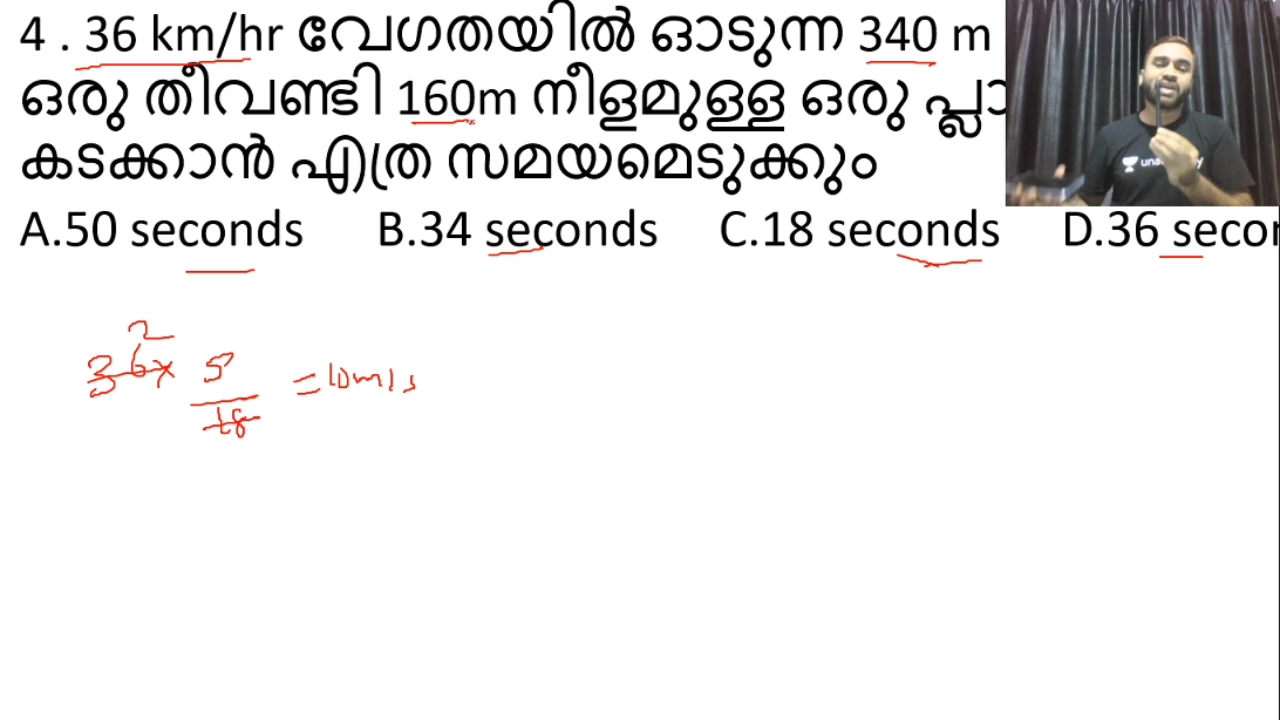 4 . 36 km/hr വേഗതയിൽ ഓടുന്ന 340 m
ഒരു തീവണ്ടി 160m നീളമുള്ള ഒരു
കടക്കാൻ എത്ര സമയമെടുക്കും
A.50 seconds B.34 seconds C.18 seconds D.36
2
36x 5 = 10m/s
18